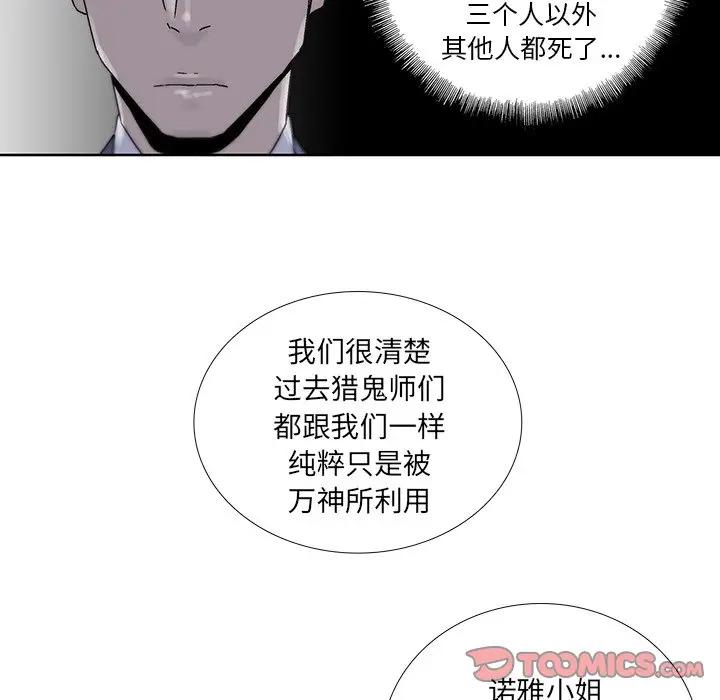 三个人以外
其他人都死了...
我们很清楚
过去猎鬼师们
都跟我们一样
纯粹只是被
万神所利用
诺雅小姐
TOOMICS.COM